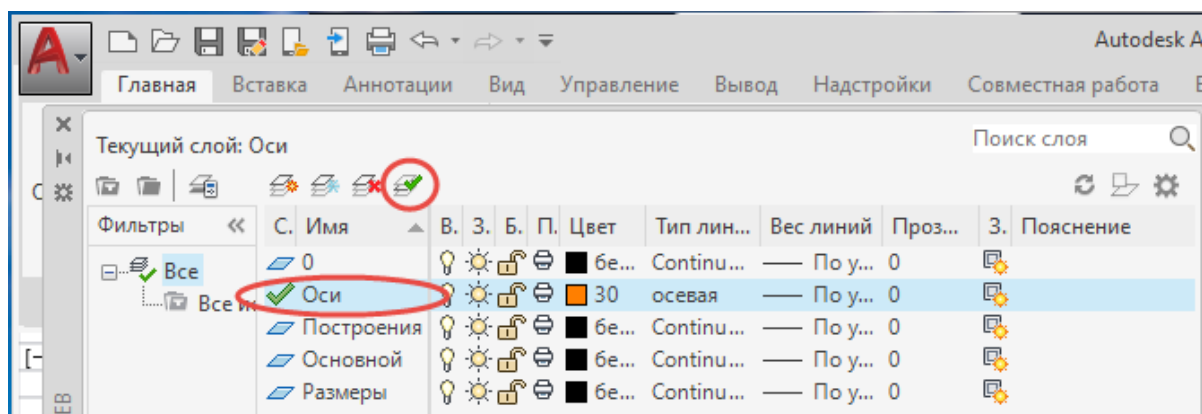 Autodesk A
Главная Вставка Аннотации Вид Управление Вывод Надстройки Совместная работа
Текущий слой: Оси
Поиск слоя
Фильтры
С. Имя В. З. Б. П. Цвет Тип лин... Вес линий Проз... З. Пояснение
Все
Все и
0 бе... Continu... По у... 0
Оси 30 осевая По у... 0
Построения бе... Continu... По у... 0
Основной бе... Continu... По у... 0
Размеры бе... Continu... По у... 0